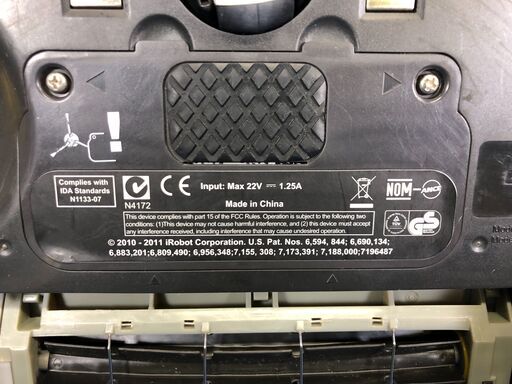 Complies with
IDA Standards
N1133-07
N4172
CE
Input: Max 22V ⎓ 1.25A
Made in China
NOM-ANCE
GS
This device complies with part 15 of the FCC Rules. Operation is subject to the following two
conditions: (1)This device may not cause harmful interference, and (2) this device must accept
any interference received, including interference that may cause undesired operation.
© 2010 - 2011 iRobot Corporation. U.S. Pat. Nos. 6,594, 844; 6,690,134;
6,883,201;6,809,490; 6,956,348;7,155, 308; 7,173,391; 7,188,000;7196487